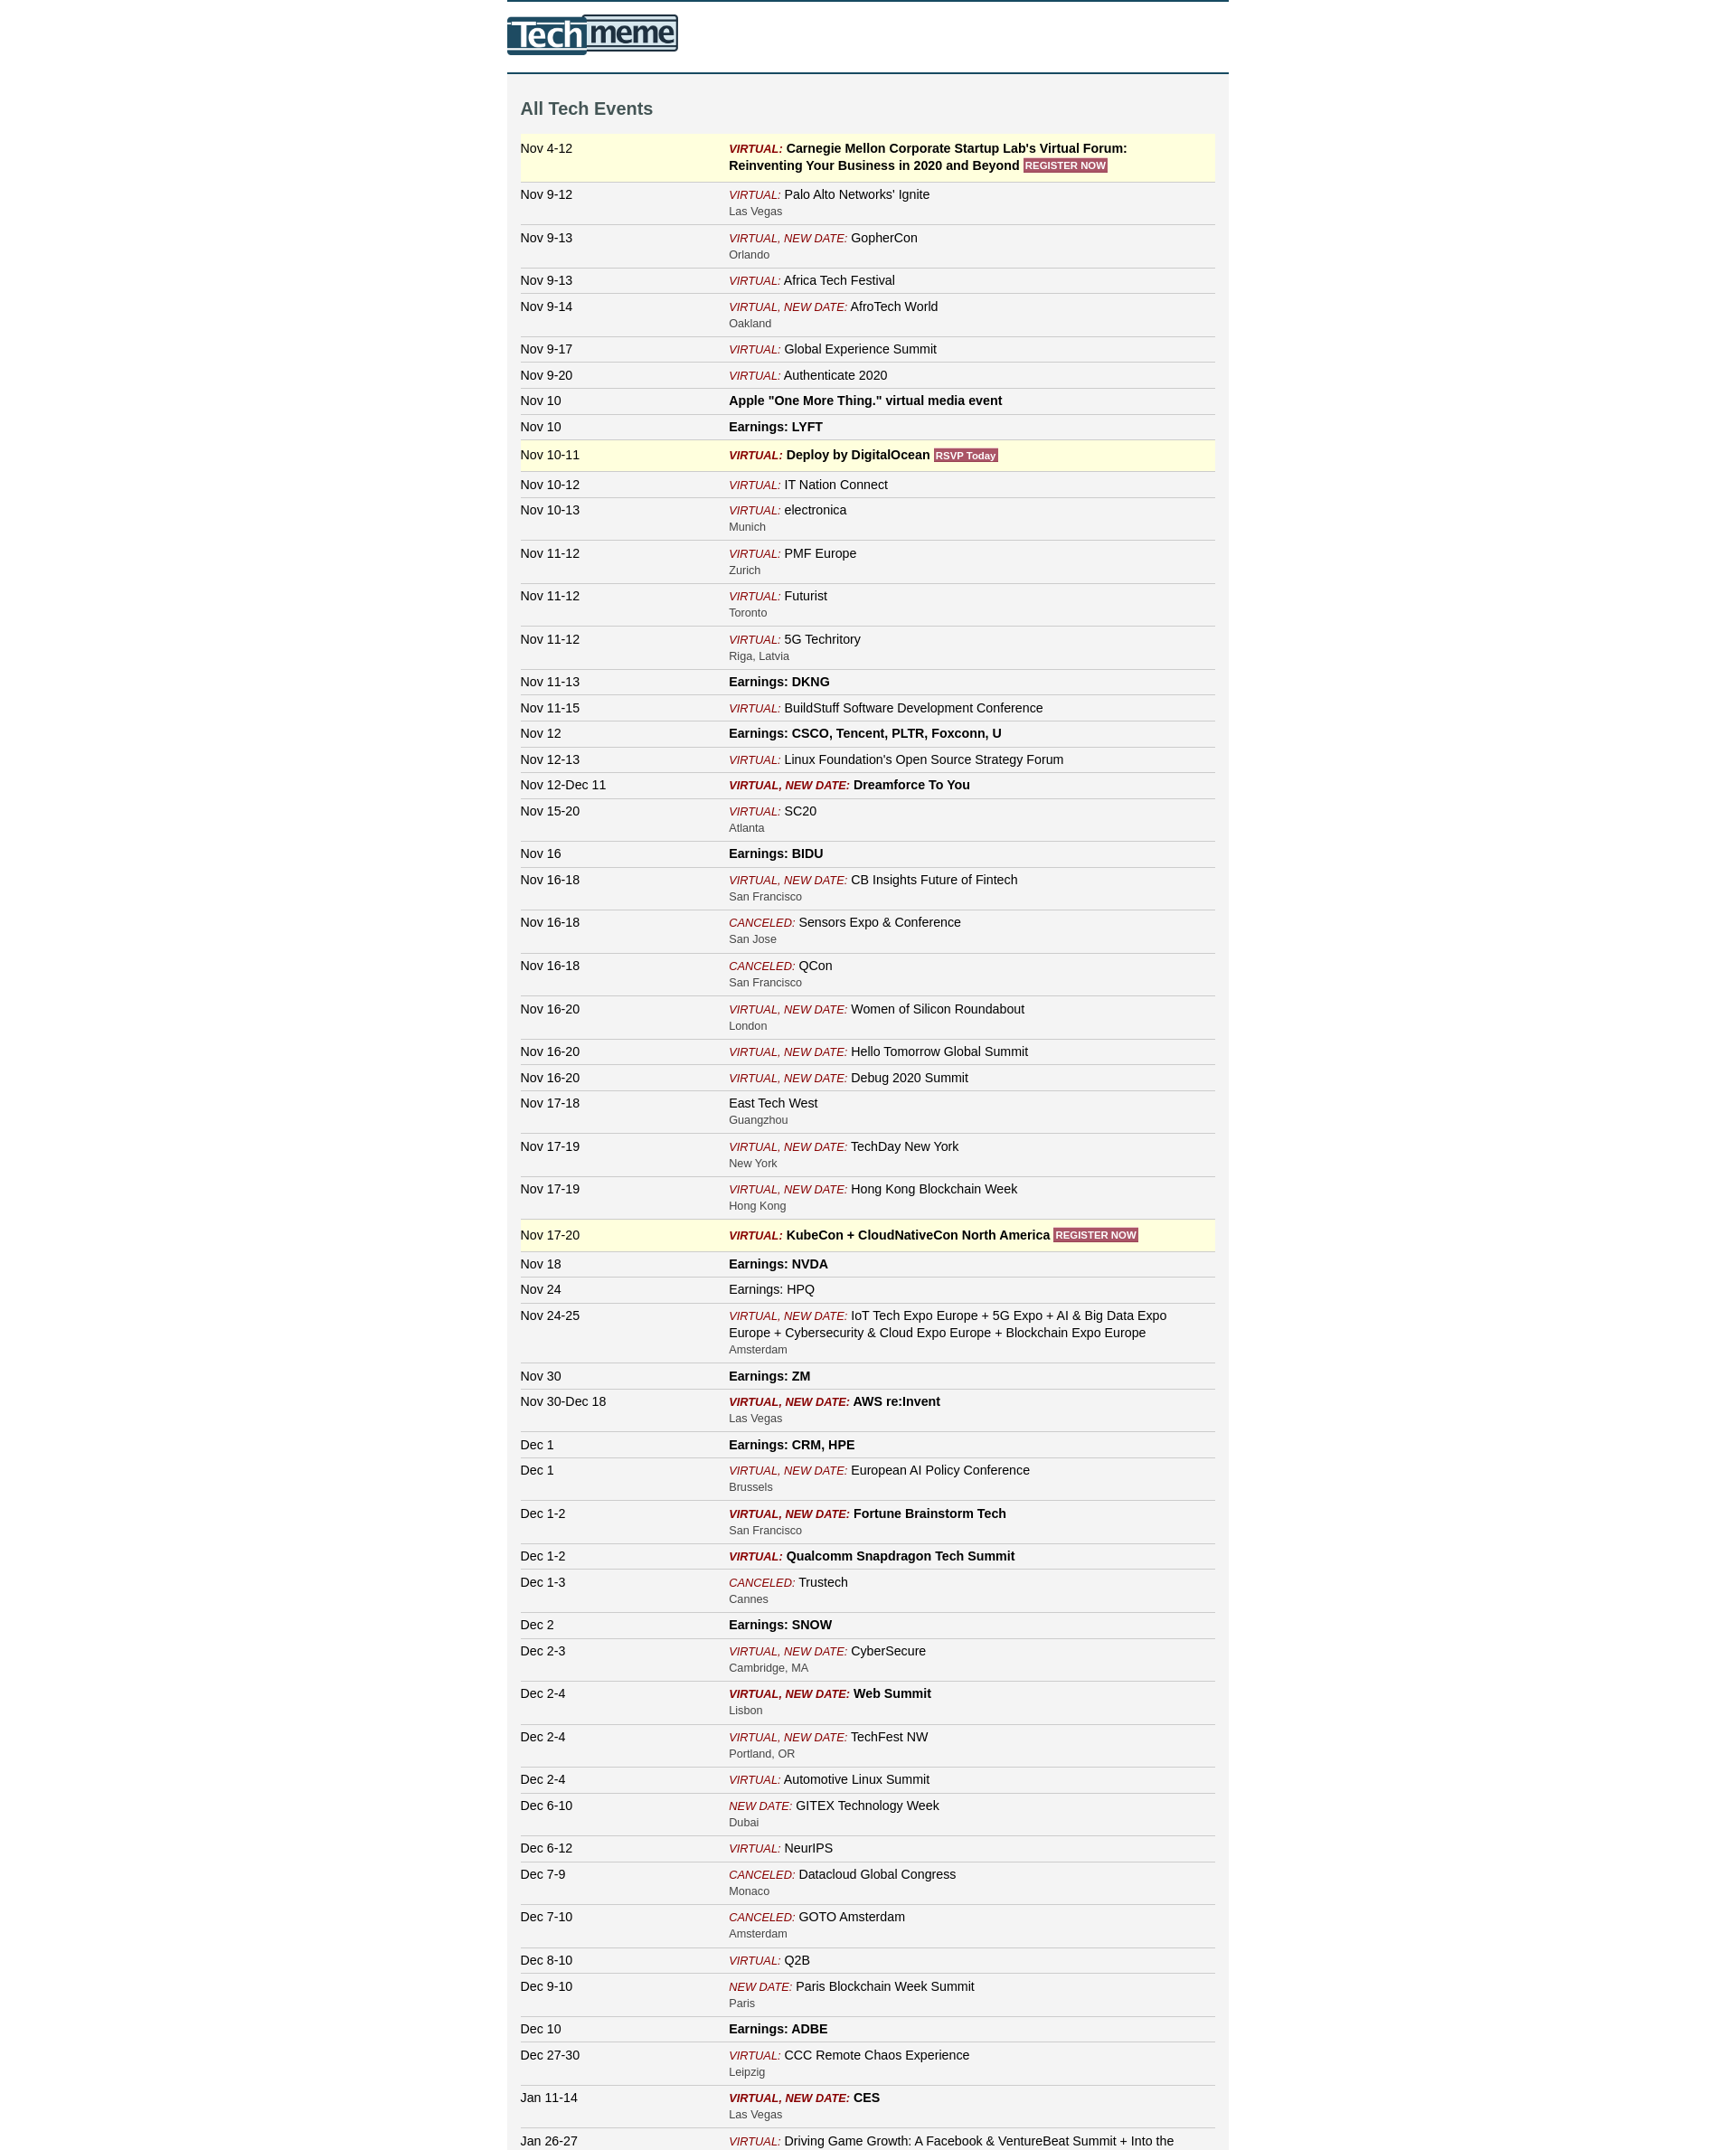 Techmeme
All Tech Events
Nov 4-12 VIRTUAL: Carnegie Mellon Corporate Startup Lab's Virtual Forum:
Reinventing Your Business in 2020 and Beyond REGISTER NOW
Nov 9-12 VIRTUAL: Palo Alto Networks' Ignite
Las Vegas
Nov 9-13 VIRTUAL, NEW DATE: GopherCon
Orlando
Nov 9-13 VIRTUAL: Africa Tech Festival
Nov 9-14 VIRTUAL, NEW DATE: AfroTech World
Oakland
Nov 9-17 VIRTUAL: Global Experience Summit
Nov 9-20 VIRTUAL: Authenticate 2020
Nov 10 Apple "One More Thing." virtual media event
Nov 10 Earnings: LYFT
Nov 10-11 VIRTUAL: Deploy by DigitalOcean RSVP Today
Nov 10-12 VIRTUAL: IT Nation Connect
Nov 10-13 VIRTUAL: electronica
Munich
Nov 11-12 VIRTUAL: PMF Europe
Zurich
Nov 11-12 VIRTUAL: Futurist
Toronto
Nov 11-12 VIRTUAL: 5G Techritory
Riga, Latvia
Nov 11-13 Earnings: DKNG
Nov 11-15 VIRTUAL: BuildStuff Software Development Conference
Nov 12 Earnings: CSCO, Tencent, PLTR, Foxconn, U
Nov 12-13 VIRTUAL: Linux Foundation's Open Source Strategy Forum
Nov 12-Dec 11 VIRTUAL, NEW DATE: Dreamforce To You
Nov 15-20 VIRTUAL: SC20
Atlanta
Nov 16 Earnings: BIDU
Nov 16-18 VIRTUAL, NEW DATE: CB Insights Future of Fintech
San Francisco
Nov 16-18 CANCELED: Sensors Expo & Conference
San Jose
Nov 16-18 CANCELED: QCon
San Francisco
Nov 16-20 VIRTUAL, NEW DATE: Women of Silicon Roundabout
London
Nov 16-20 VIRTUAL, NEW DATE: Hello Tomorrow Global Summit
Nov 16-20 VIRTUAL, NEW DATE: Debug 2020 Summit
Nov 17-18 East Tech West
Guangzhou
Nov 17-19 VIRTUAL, NEW DATE: TechDay New York
New York
Nov 17-19 VIRTUAL, NEW DATE: Hong Kong Blockchain Week
Hong Kong
Nov 17-20 VIRTUAL: KubeCon + CloudNativeCon North America REGISTER NOW
Nov 18 Earnings: NVDA
Nov 24 Earnings: HPQ
Nov 24-25 VIRTUAL, NEW DATE: IoT Tech Expo Europe + 5G Expo + AI & Big Data Expo
Europe + Cybersecurity & Cloud Expo Europe + Blockchain Expo Europe
Amsterdam
Nov 30 Earnings: ZM
Nov 30-Dec 18 VIRTUAL, NEW DATE: AWS re:Invent
Las Vegas
Dec 1 Earnings: CRM, HPE
Dec 1 VIRTUAL, NEW DATE: European AI Policy Conference
Brussels
Dec 1-2 VIRTUAL, NEW DATE: Fortune Brainstorm Tech
San Francisco
Dec 1-2 VIRTUAL: Qualcomm Snapdragon Tech Summit
Dec 1-3 CANCELED: Trustech
Cannes
Dec 2 Earnings: SNOW
Dec 2-3 VIRTUAL, NEW DATE: CyberSecure
Cambridge, MA
Dec 2-4 VIRTUAL, NEW DATE: Web Summit
Lisbon
Dec 2-4 VIRTUAL, NEW DATE: TechFest NW
Portland, OR
Dec 2-4 VIRTUAL: Automotive Linux Summit
Dec 6-10 NEW DATE: GITEX Technology Week
Dubai
Dec 6-12 VIRTUAL: NeurIPS
Dec 7-9 CANCELED: Datacloud Global Congress
Monaco
Dec 7-10 CANCELED: GOTO Amsterdam
Amsterdam
Dec 8-10 VIRTUAL: Q2B
Dec 9-10 NEW DATE: Paris Blockchain Week Summit
Paris
Dec 10 Earnings: ADBE
Dec 27-30 VIRTUAL: CCC Remote Chaos Experience
Leipzig
Jan 11-14 VIRTUAL, NEW DATE: CES
Las Vegas
Jan 26-27 VIRTUAL: Driving Game Growth: A Facebook & VentureBeat Summit + Into the